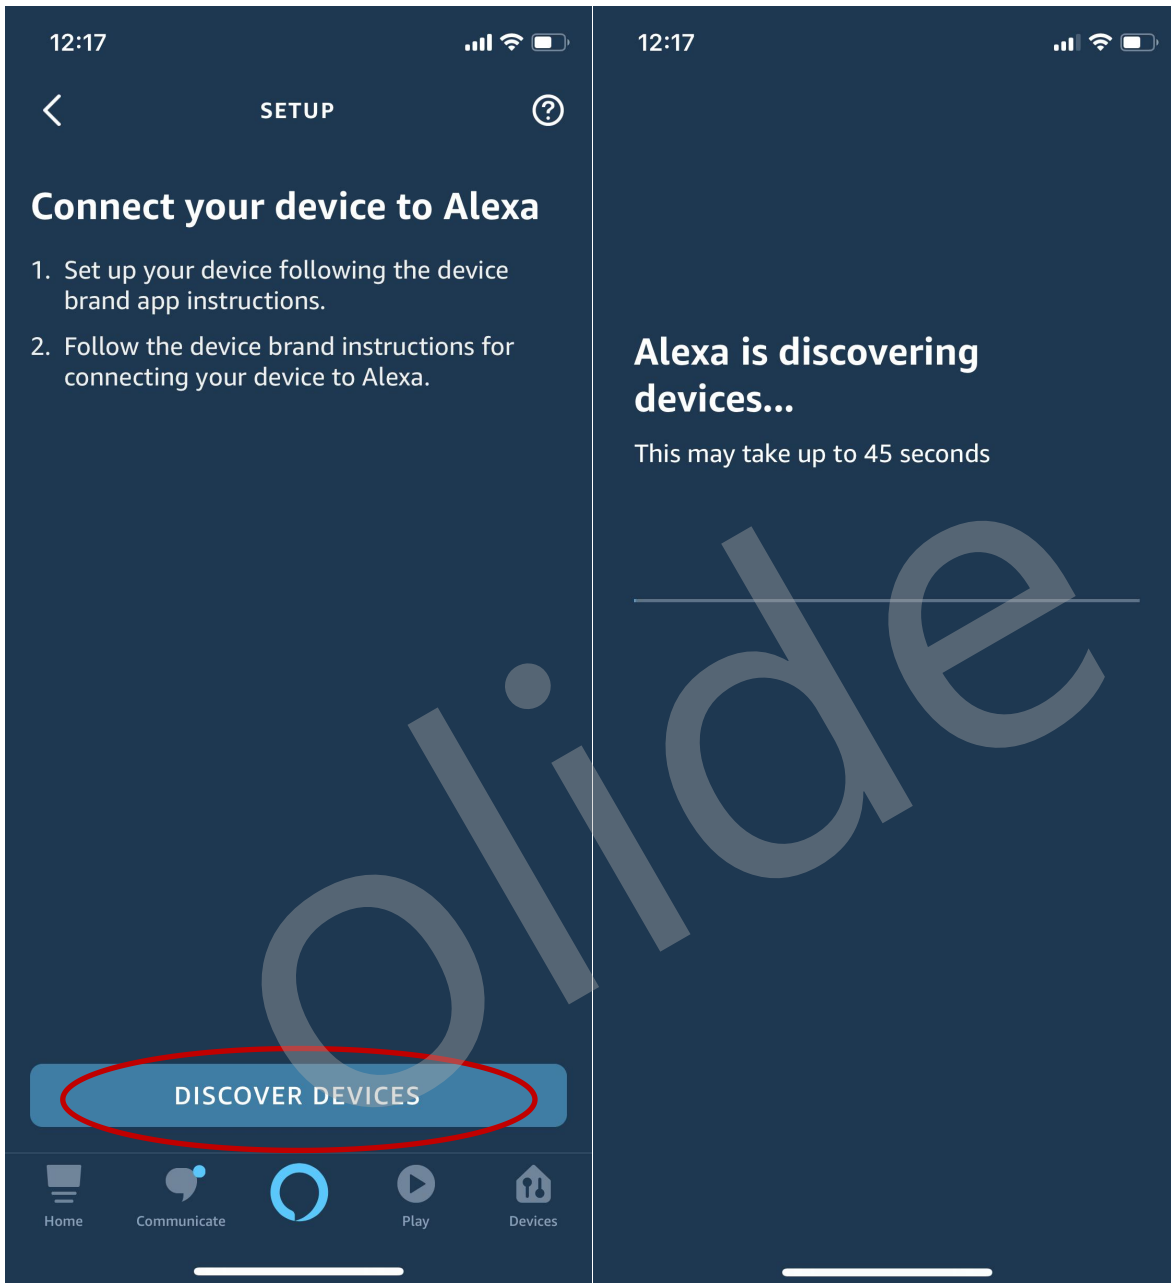 12:17
SETUP
Connect your device to Alexa
1. Set up your device following the device
brand app instructions.
2. Follow the device brand instructions for
connecting your device to Alexa.
DISCOVER DEVICES
Home
Communicate
Play
Devices
12:17
Alexa is discovering
devices...
This may take up to 45 seconds
olide